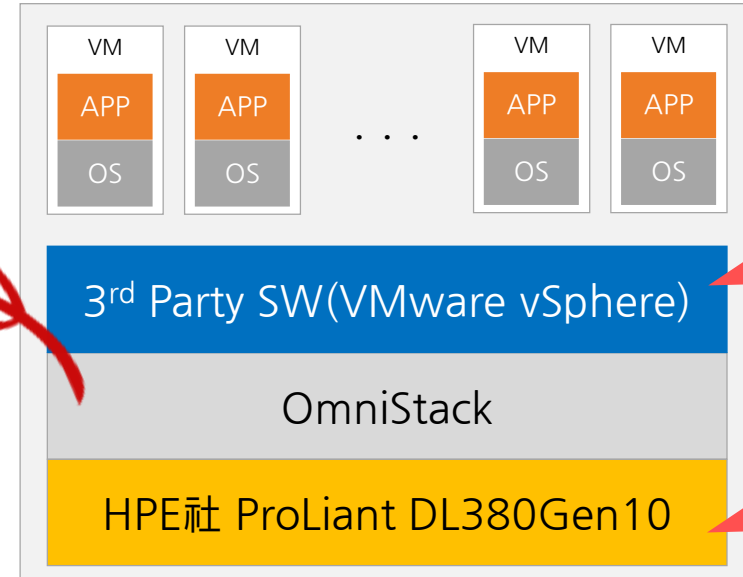 VM VM VM VM
APP APP . . . APP APP
OS OS OS OS
3rd Party SW(VMware vSphere)
OmniStack
HPE社 ProLiant DL380Gen10